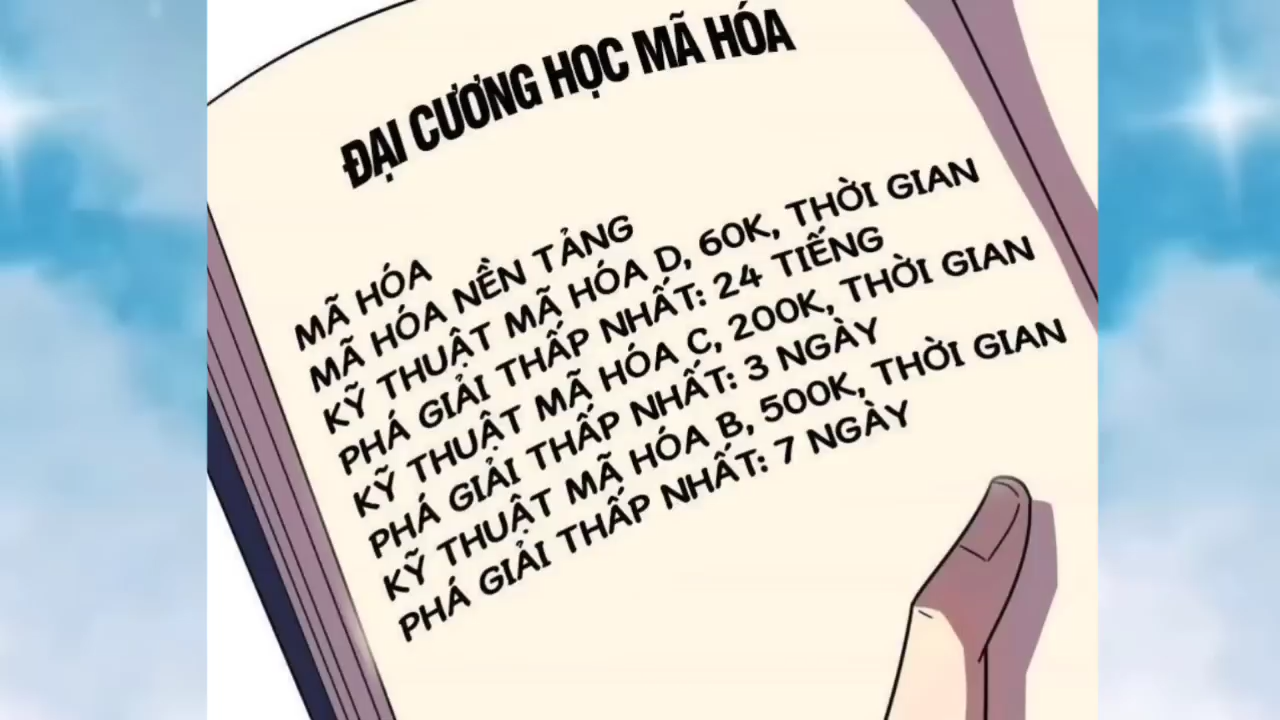 ĐẠI CƯƠNG HỌC MÃ HÓA
MÃ HÓA
MÃ HÓA NỀN TẢNG
KỸ THUẬT MÃ HÓA D, 60K, THỜI GIAN
PHÁ GIẢI THẤP NHẤT: 24 TIẾNG
KỸ THUẬT MÃ HÓA C, 200K, THỜI GIAN
PHÁ GIẢI THẤP NHẤT: 3 NGÀY
KỸ THUẬT MÃ HÓA B, 500K, THỜI GIAN
PHÁ GIẢI THẤP NHẤT: 7 NGÀY